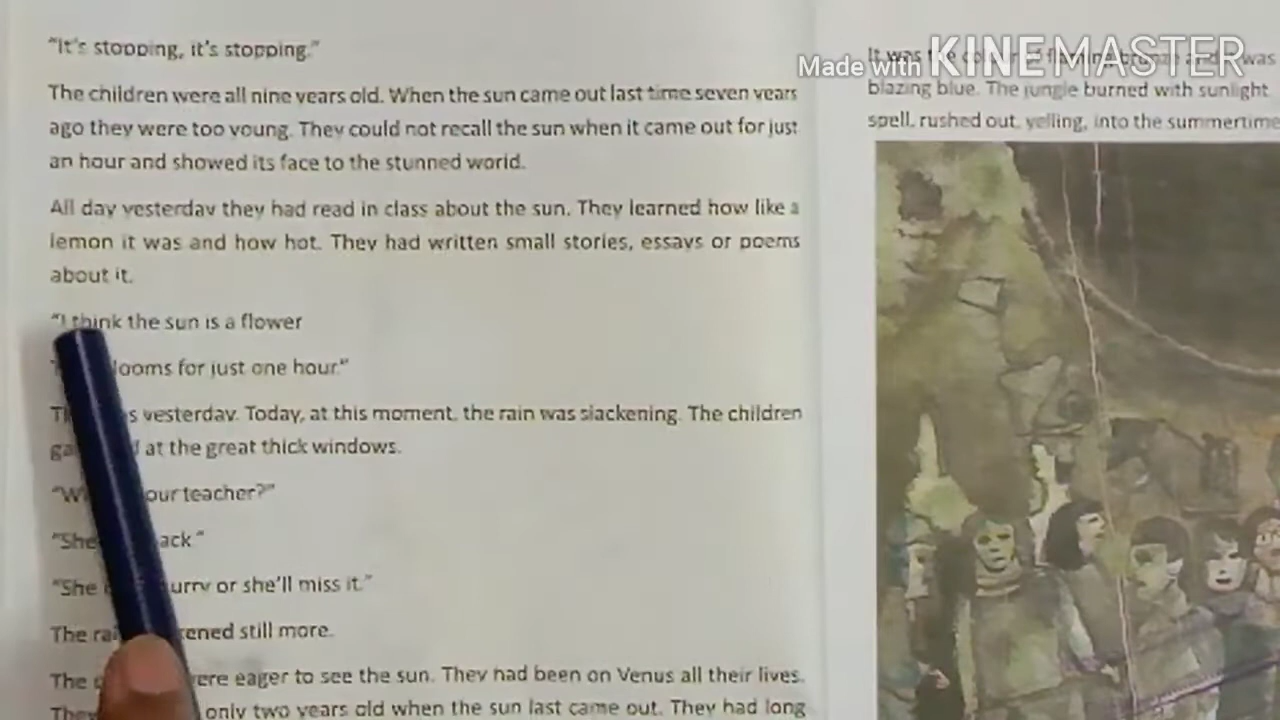 "It's stopping, it's stopping."
The children were all nine years old. When the sun came out last time seven years
ago they were too young. They could not recall the sun when it came out for just
an hour and showed its face to the stunned world.
All day yesterday they had read in class about the sun. They learned how like a
lemon it was and how hot. They had written small stories, essays or poems
about it.
"I think the sun is a flower
looms for just one hour."
yesterday. Today, at this moment, the rain was slackening. The children
at the great thick windows.
teacher?"
"She
"She urry or she'll miss it."
The still more.
The were eager to see the sun. They had been on Venus all their lives.
They only two years old when the sun last came out. They had long
Made with KINEMASTER
It was was
blazing blue. The jungle burned with sunlight
spell, rushed out, yelling, into the summertime